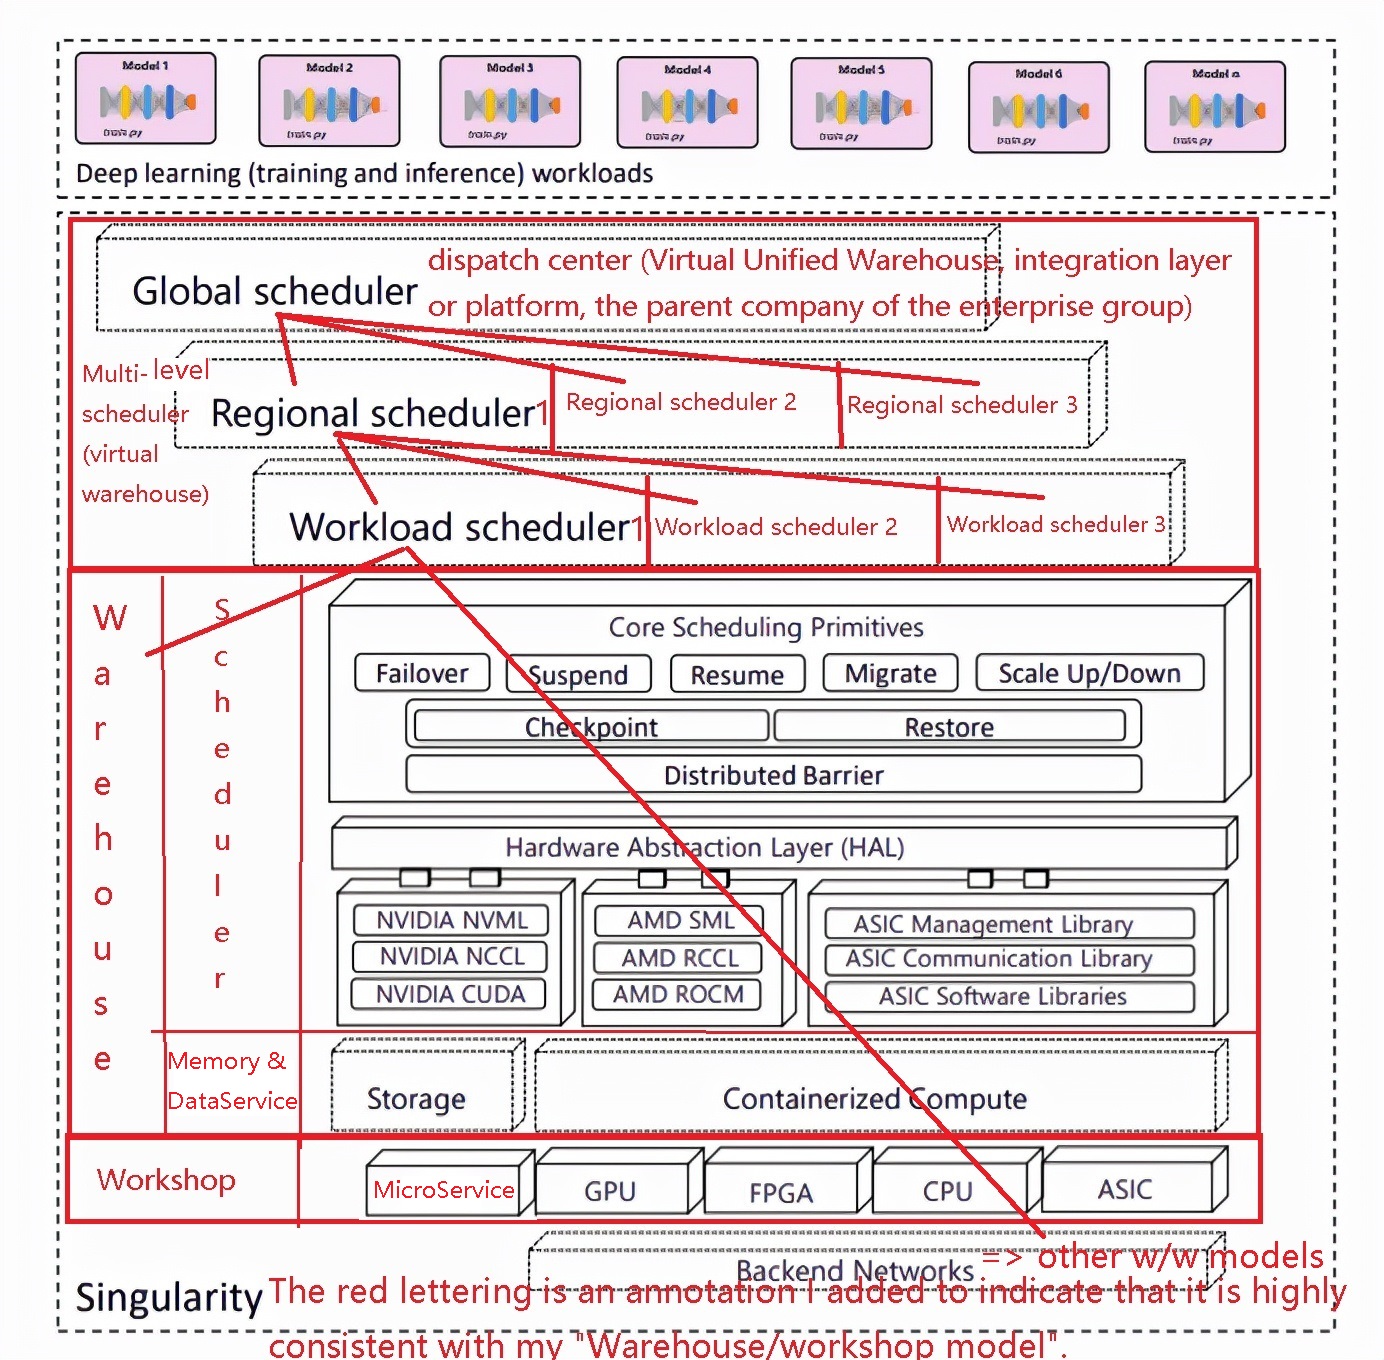 Model 1
Model 2
Model 3
Model 4
Model 5
Model 6
Model n
train.py
train.py
train.py
train.py
train.py
train.py
train.py
Deep learning (training and inference) workloads
Global scheduler
dispatch center (Virtual Unified Warehouse, integration layer
or platform, the parent company of the enterprise group)
Multi-level
scheduler
(virtual
warehouse)
Regional scheduler1
Regional scheduler 2
Regional scheduler 3
Workload scheduler1
Workload scheduler 2
Workload scheduler 3
Warehouse
Scheduler
Core Scheduling Primitives
Failover
Suspend
Resume
Migrate
Scale Up/Down
Checkpoint
Restore
Distributed Barrier
Hardware Abstraction Layer (HAL)
NVIDIA NVML
NVIDIA NCCL
NVIDIA CUDA
AMD SML
AMD RCCL
AMD ROCM
ASIC Management Library
ASIC Communication Library
ASIC Software Libraries
Memory &
DataService
Storage
Containerized Compute
Workshop
MicroService
GPU
FPGA
CPU
ASIC
=> other w/w models
Backend Networks
Singularity
The red lettering is an annotation I added to indicate that it is highly
consistent with my "Warehouse/workshop model".